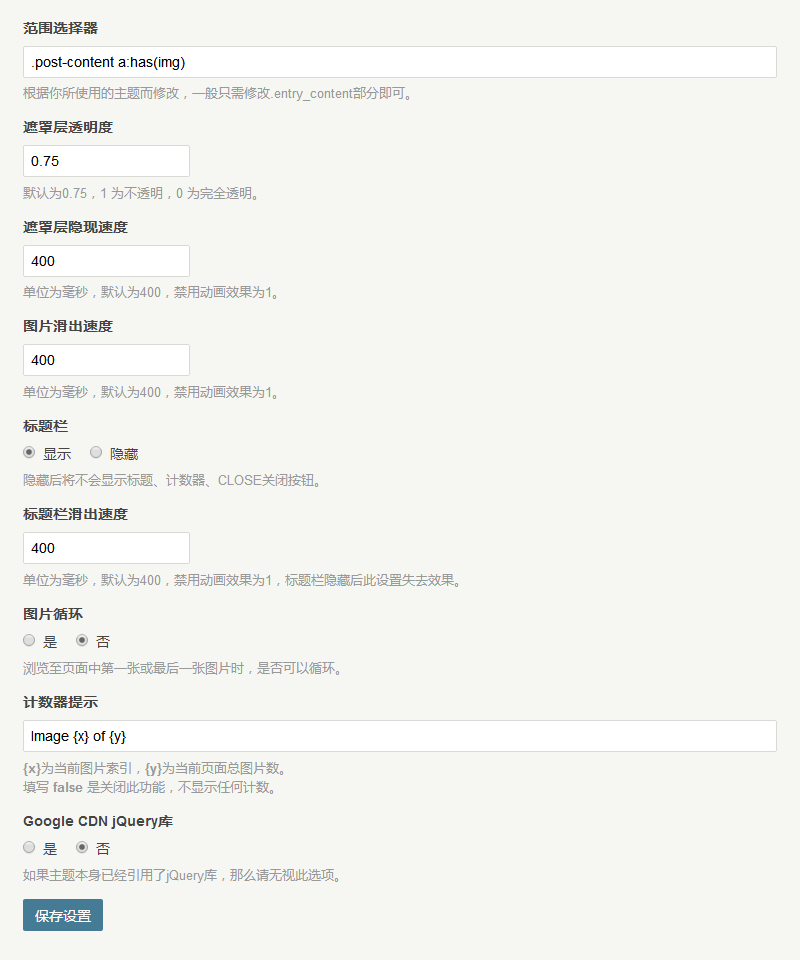 范围选择器
.post-content a:has(img)
根据你所使用的主题而修改，一般只需修改.entry_content部分即可。
遮罩层透明度
0.75
默认为0.75，1 为不透明，0 为完全透明。
遮罩层隐现速度
400
单位为毫秒，默认为400，禁用动画效果为1。
图片滑出速度
400
单位为毫秒，默认为400，禁用动画效果为1。
标题栏
显示 隐藏
隐藏后将不会显示标题、计数器、CLOSE关闭按钮。
标题栏滑出速度
400
单位为毫秒，默认为400，禁用动画效果为1，标题栏隐藏后此设置失去效果。
图片循环
是 否
浏览至页面中第一张或最后一张图片时，是否可以循环。
计数器提示
Image {x} of {y}
{x}为当前图片索引，{y}为当前页面总图片数。
填写 false 是关闭此功能，不显示任何计数。
Google CDN jQuery库
是 否
如果主题本身已经引用了jQuery库，那么请无视此选项。
保存设置